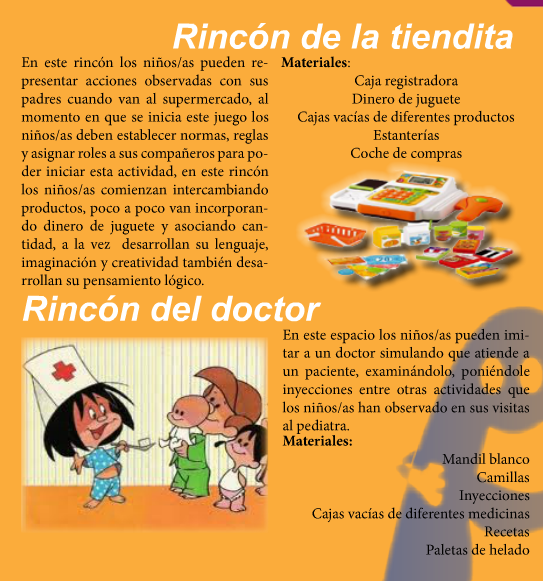 Rincón de la tiendita
En este rincón los niños/as pueden re-
presentar acciones observadas con sus
padres cuando van al supermercado, al
momento en que se inicia este juego los
niños/as deben establecer normas, reglas
y asignar roles a sus compañeros para po-
der iniciar esta actividad, en este rincón
los niños/as comienzan intercambiando
productos, poco a poco van incorporan-
do dinero de juguete y asociando can-
tidad, a la vez desarrollan su lenguaje,
imaginación y creatividad también desa-
rrollan su pensamiento lógico.
Materiales:
Caja registradora
Dinero de juguete
Cajas vacías de diferentes productos
Estanterías
Coche de compras
Rincón del doctor
En este espacio los niños/as pueden imi-
tar a un doctor simulando que atiende a
un paciente, examinándolo, poniéndole
inyecciones entre otras actividades que
los niños/as han observado en sus visitas
al pediatra.
Materiales:
Mandil blanco
Camillas
Inyecciones
Cajas vacías de diferentes medicinas
Recetas
Paletas de helado